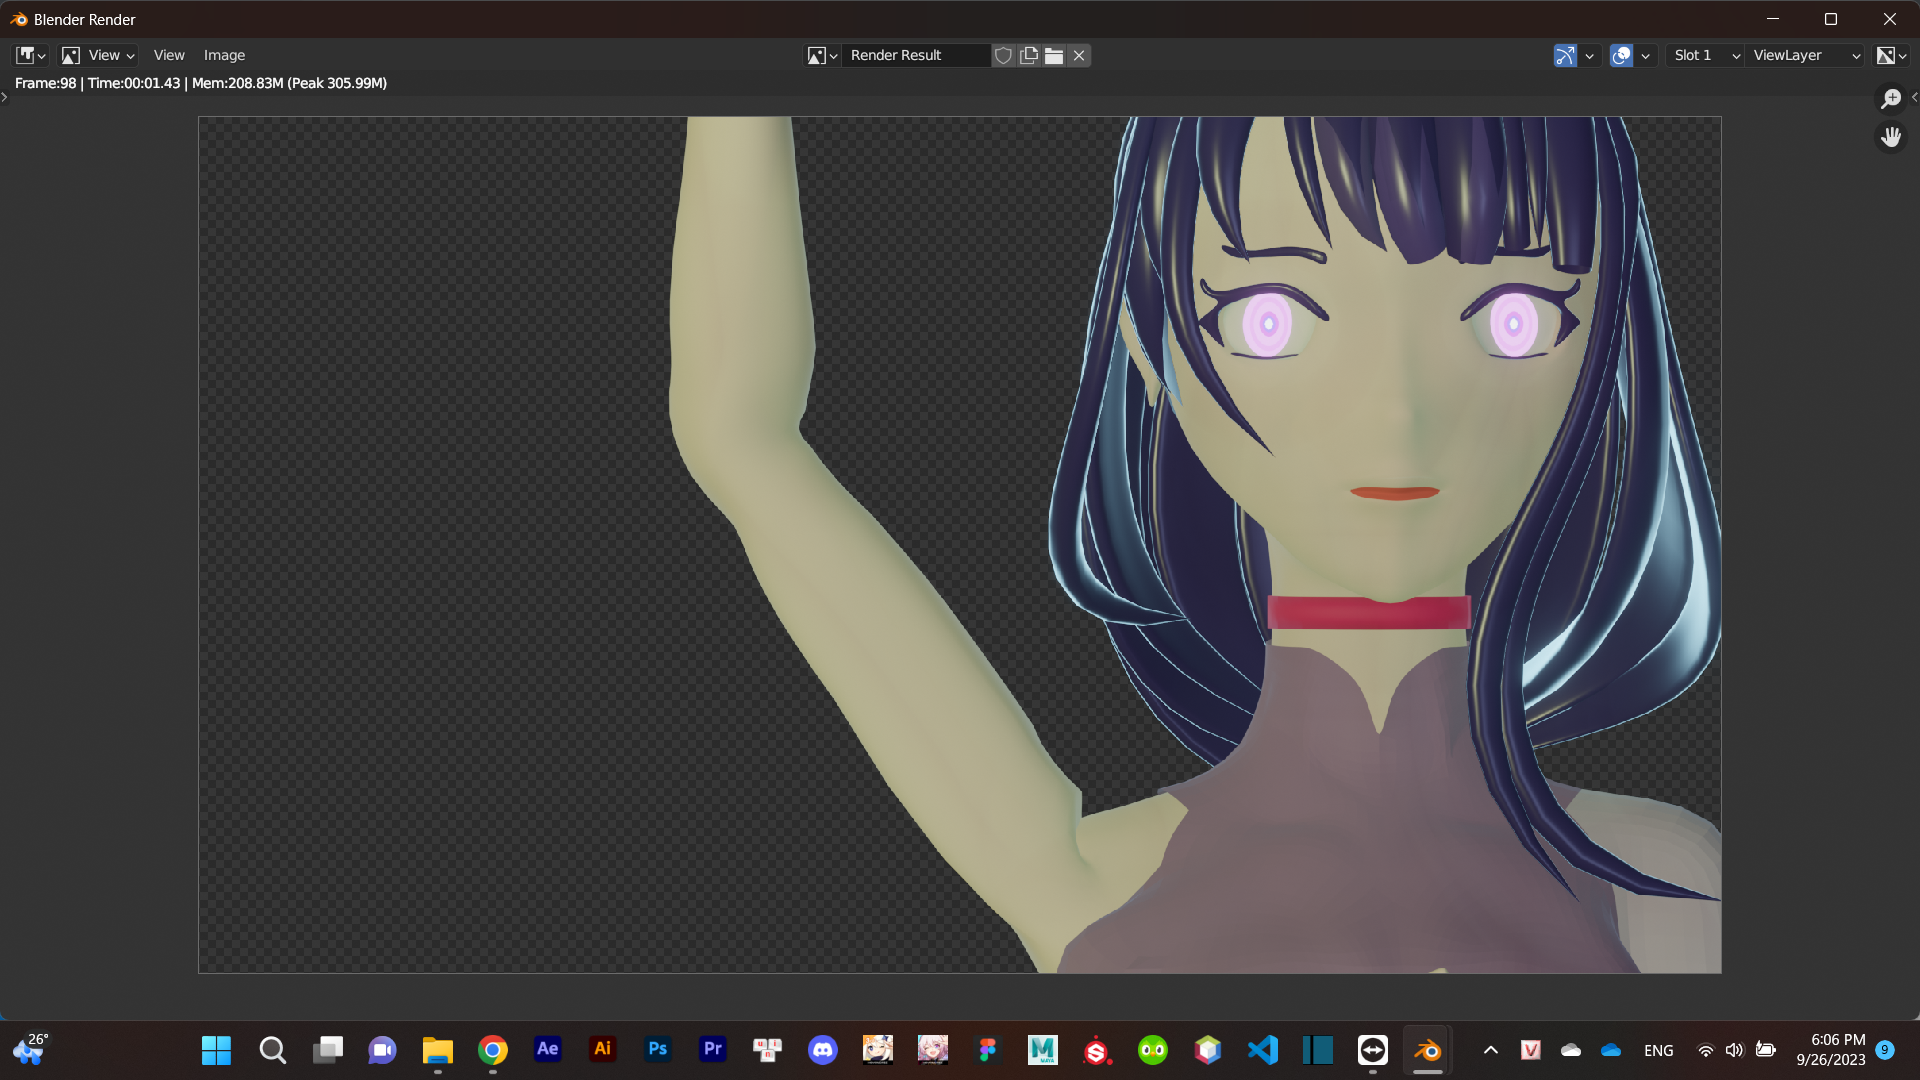 Blender Render
View View Image Render Result Slot 1 ViewLayer
Frame:98 | Time:00:01.43 | Mem:208.83M (Peak 305.99M)
26° Ae Ai Ps Pr ENG 6:06 PM 9
9/26/2023